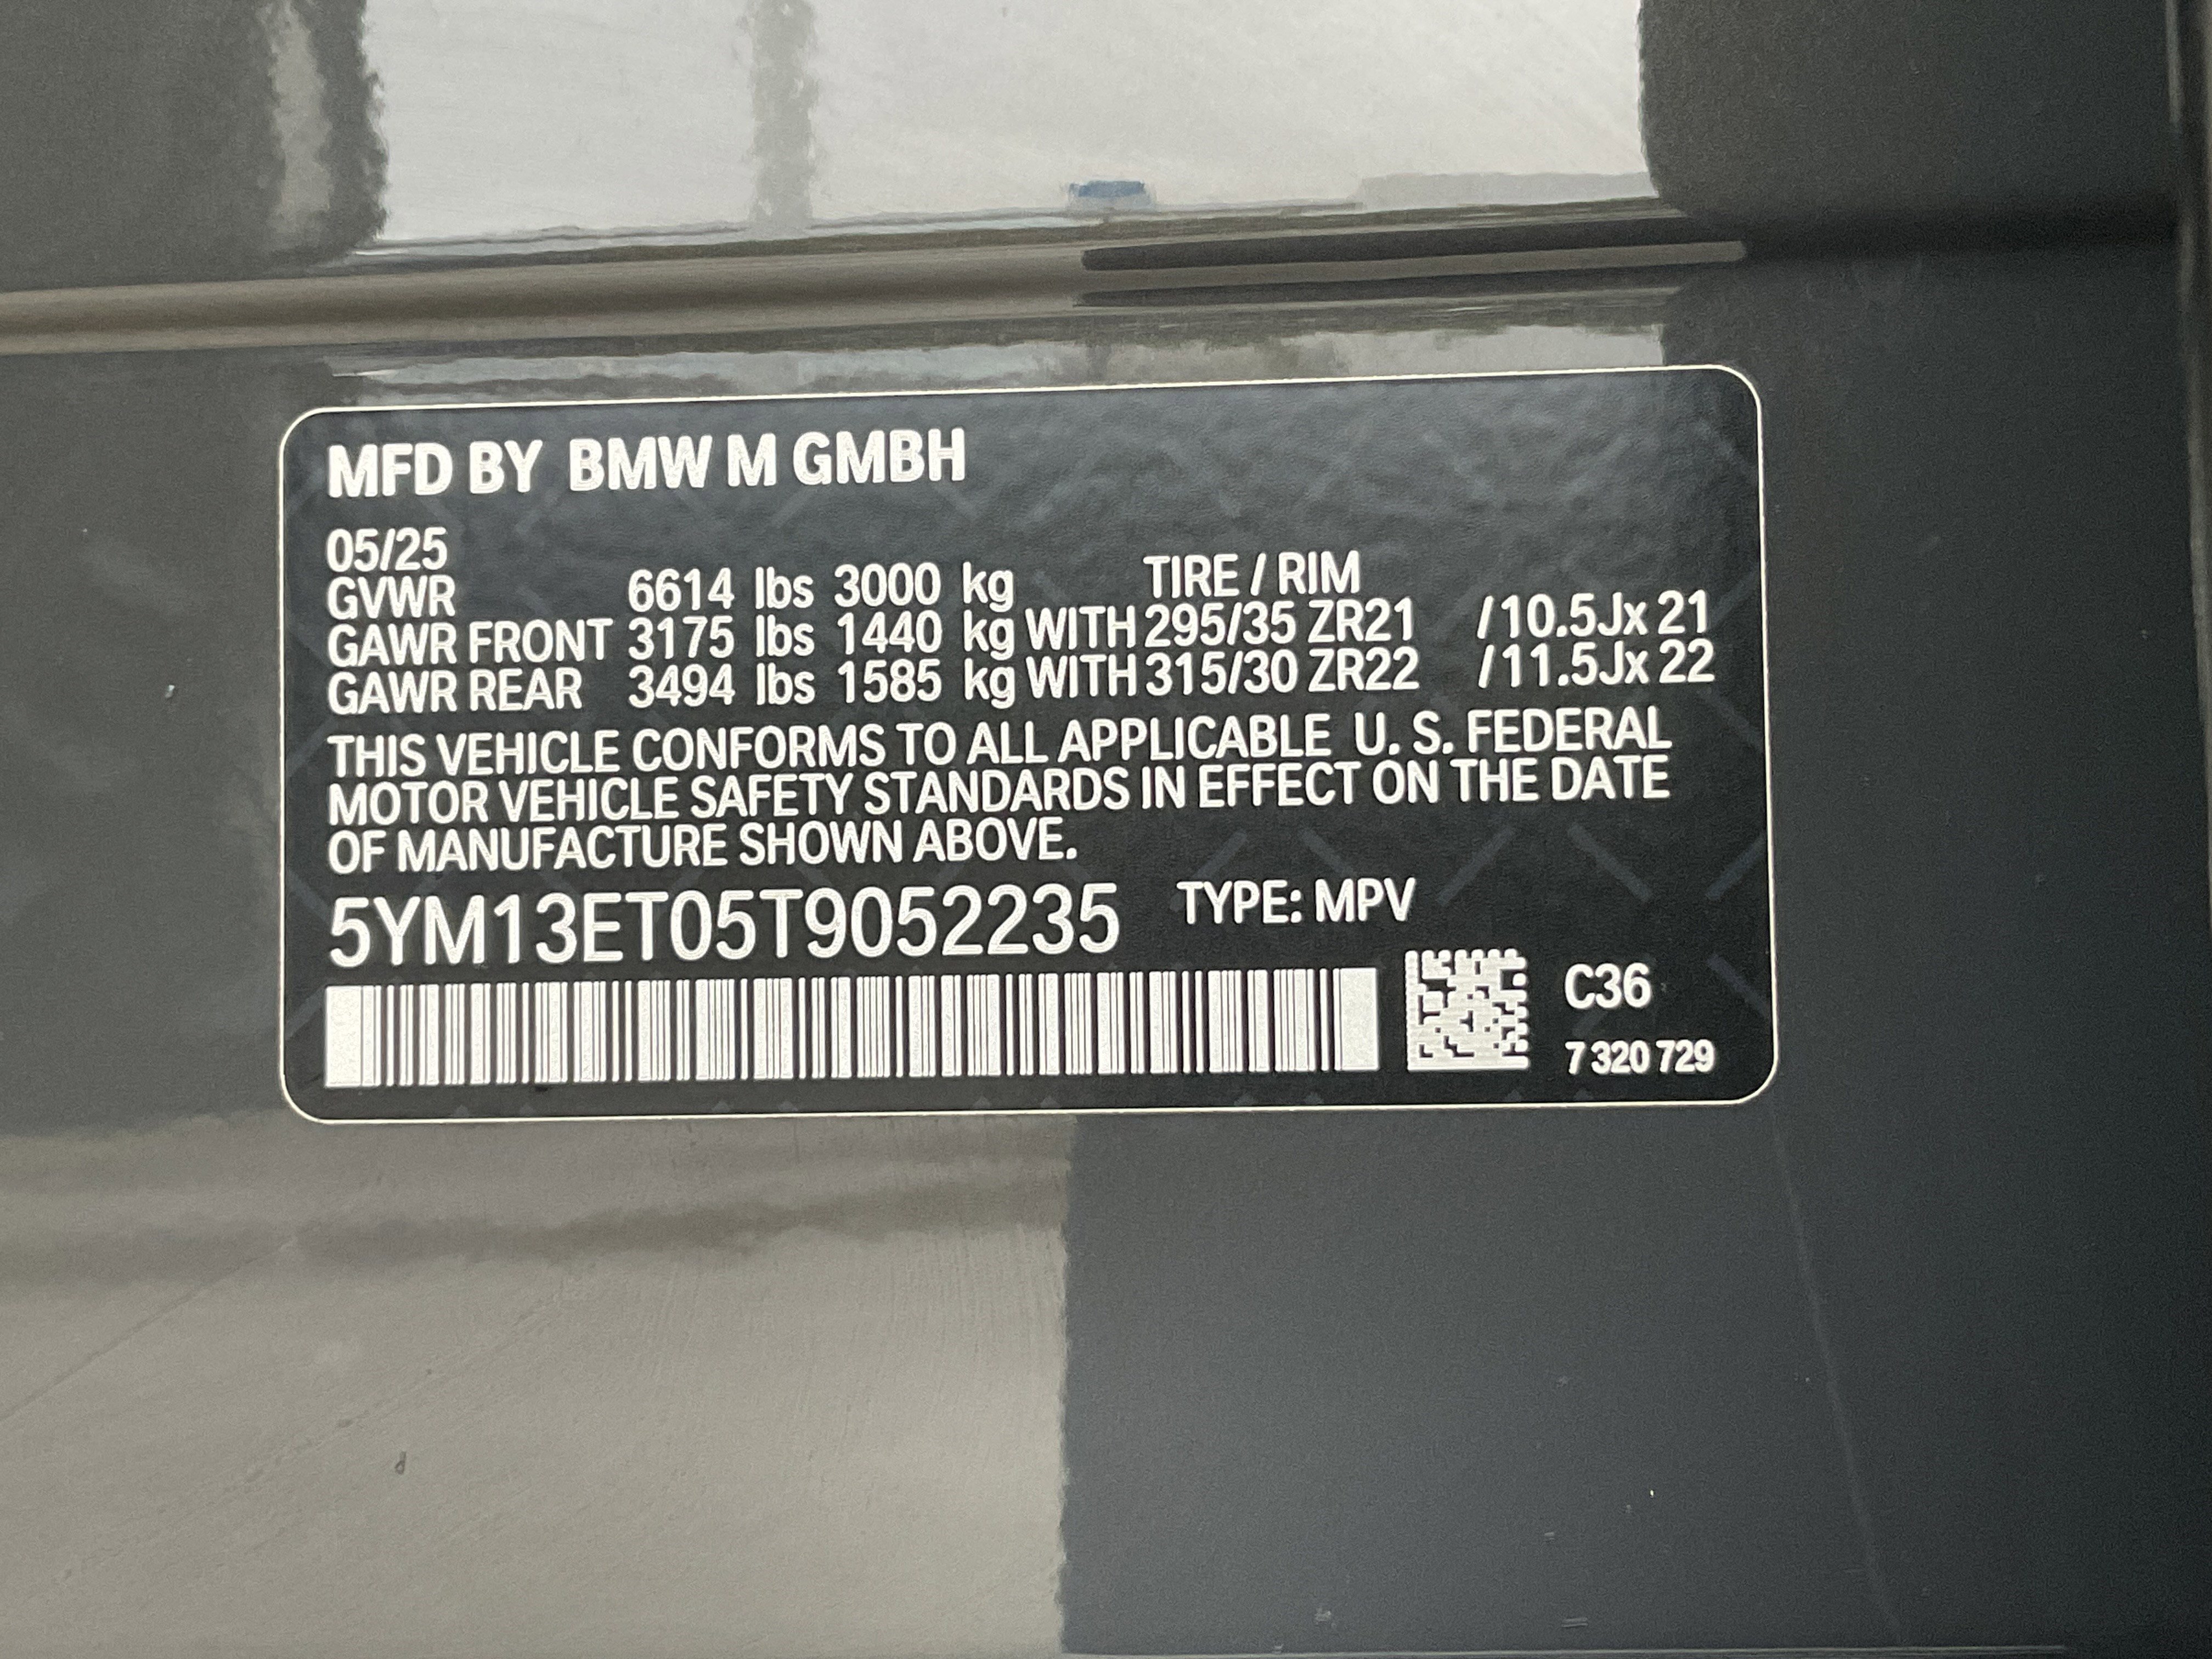 MFD BY BMW M GMBH
05/25
TIRE / RIM
GVWR 6614 lbs 3000 kg
GAWR FRONT 3175 lbs 1440 kg WITH 295/35 ZR21 /10.5Jx 21
GAWR REAR 3494 lbs 1585 kg WITH 315/30 ZR22 /11.5Jx 22
THIS VEHICLE CONFORMS TO ALL APPLICABLE U. S. FEDERAL
MOTOR VEHICLE SAFETY STANDARDS IN EFFECT ON THE DATE
OF MANUFACTURE SHOWN ABOVE.
5YM13ET05T9052235 TYPE: MPV
C36
7 320 729